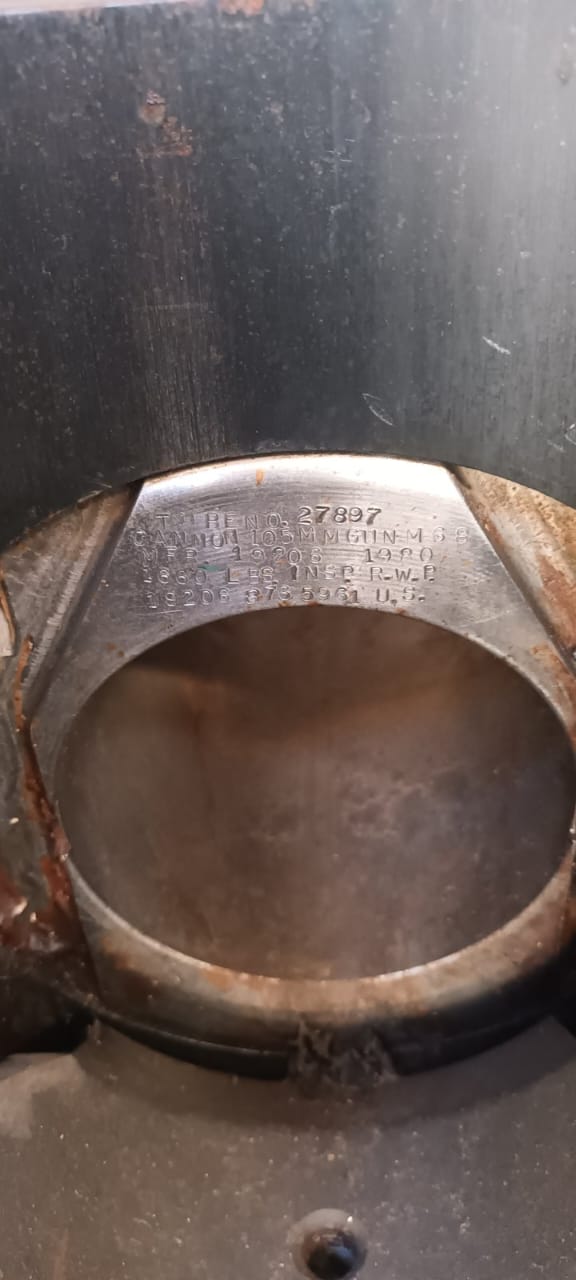 TUBE NO. 27897
CANNON 105MM GUN M68
MFR 19206 1980
1660 LBS INSP. R.W.P.
19206 8765961 U.S.